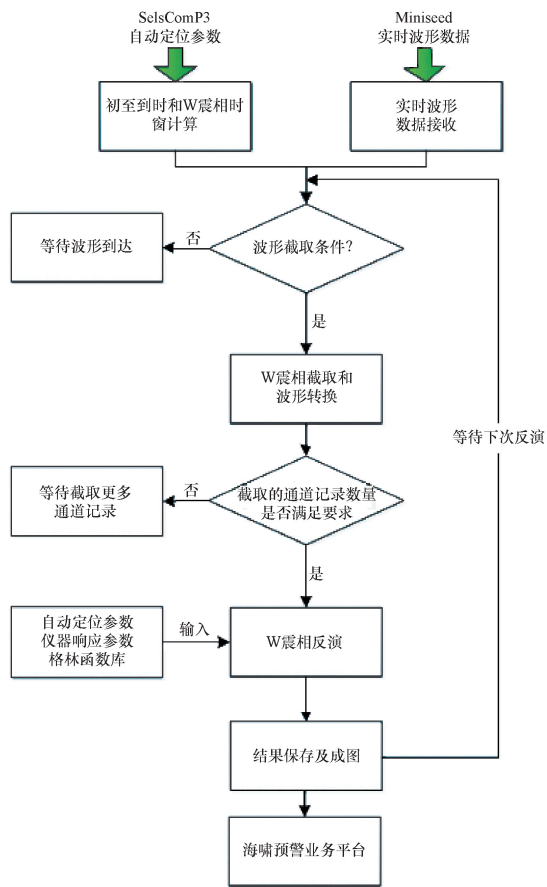 SelsComP3
自动定位参数
Miniseed
实时波形数据
初至到时和W震相时
窗计算
实时波形
数据接收
波形截取条件?
否
等待波形到达
是
W震相截取和
波形转换
等待下次反演
截取的通道记录数量
是否满足要求
否
等待截取更多
通道记录
是
自动定位参数
仪器响应参数
格林函数库
输入
W震相反演
结果保存及成图
海啸预警业务平台